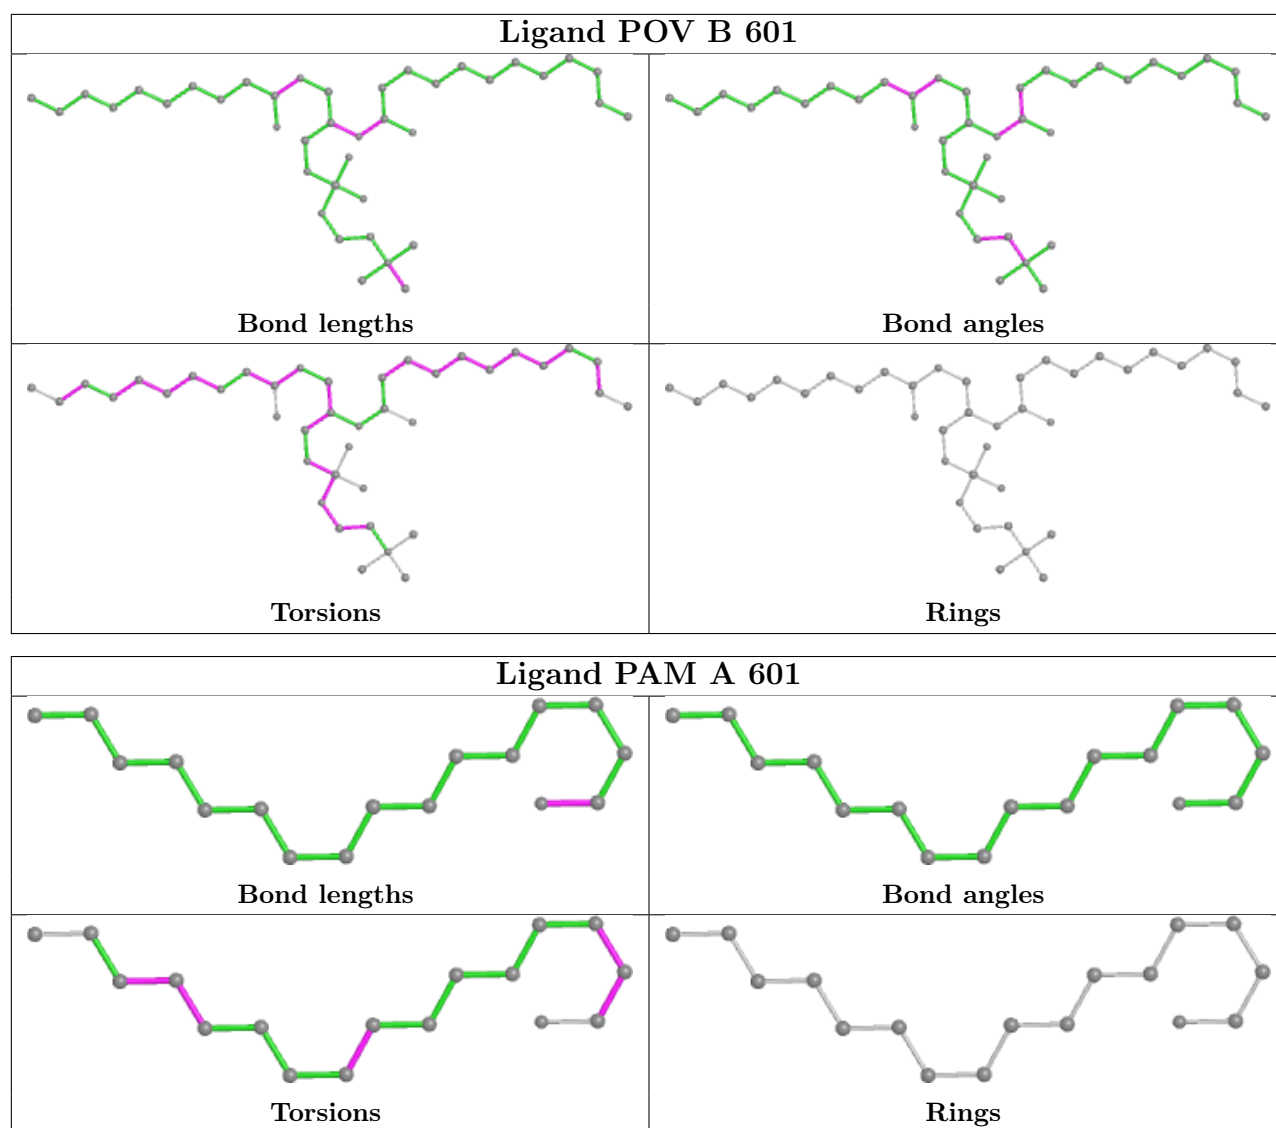 Ligand POV B 601
Bond lengths
Bond angles
Torsions
Rings
Ligand PAM A 601
Bond lengths
Bond angles
Torsions
Rings